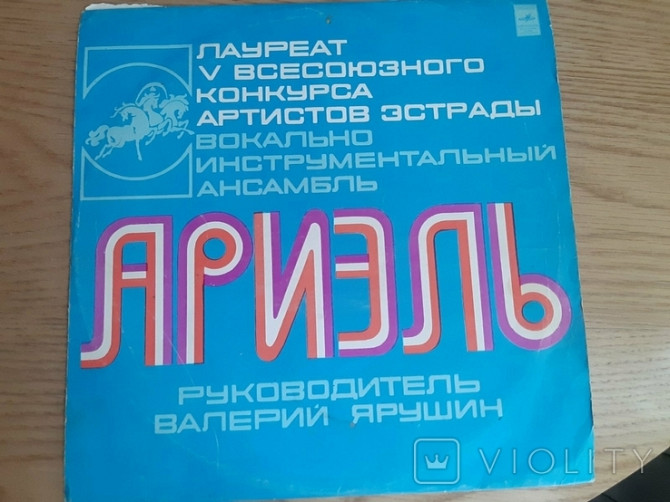 ЛАУРЕАТ
V ВСЕСОЮЗНОГО
КОНКУРСА
АРТИСТОВ ЭСТРАДЫ
ВОКАЛЬНО
ИНСТРУМЕНТАЛЬНЫЙ
АНСАМБЛЬ
АРИЭЛЬ
РУКОВОДИТЕЛЬ
ВАЛЕРИЙ ЯРУШИН
VIOLITY